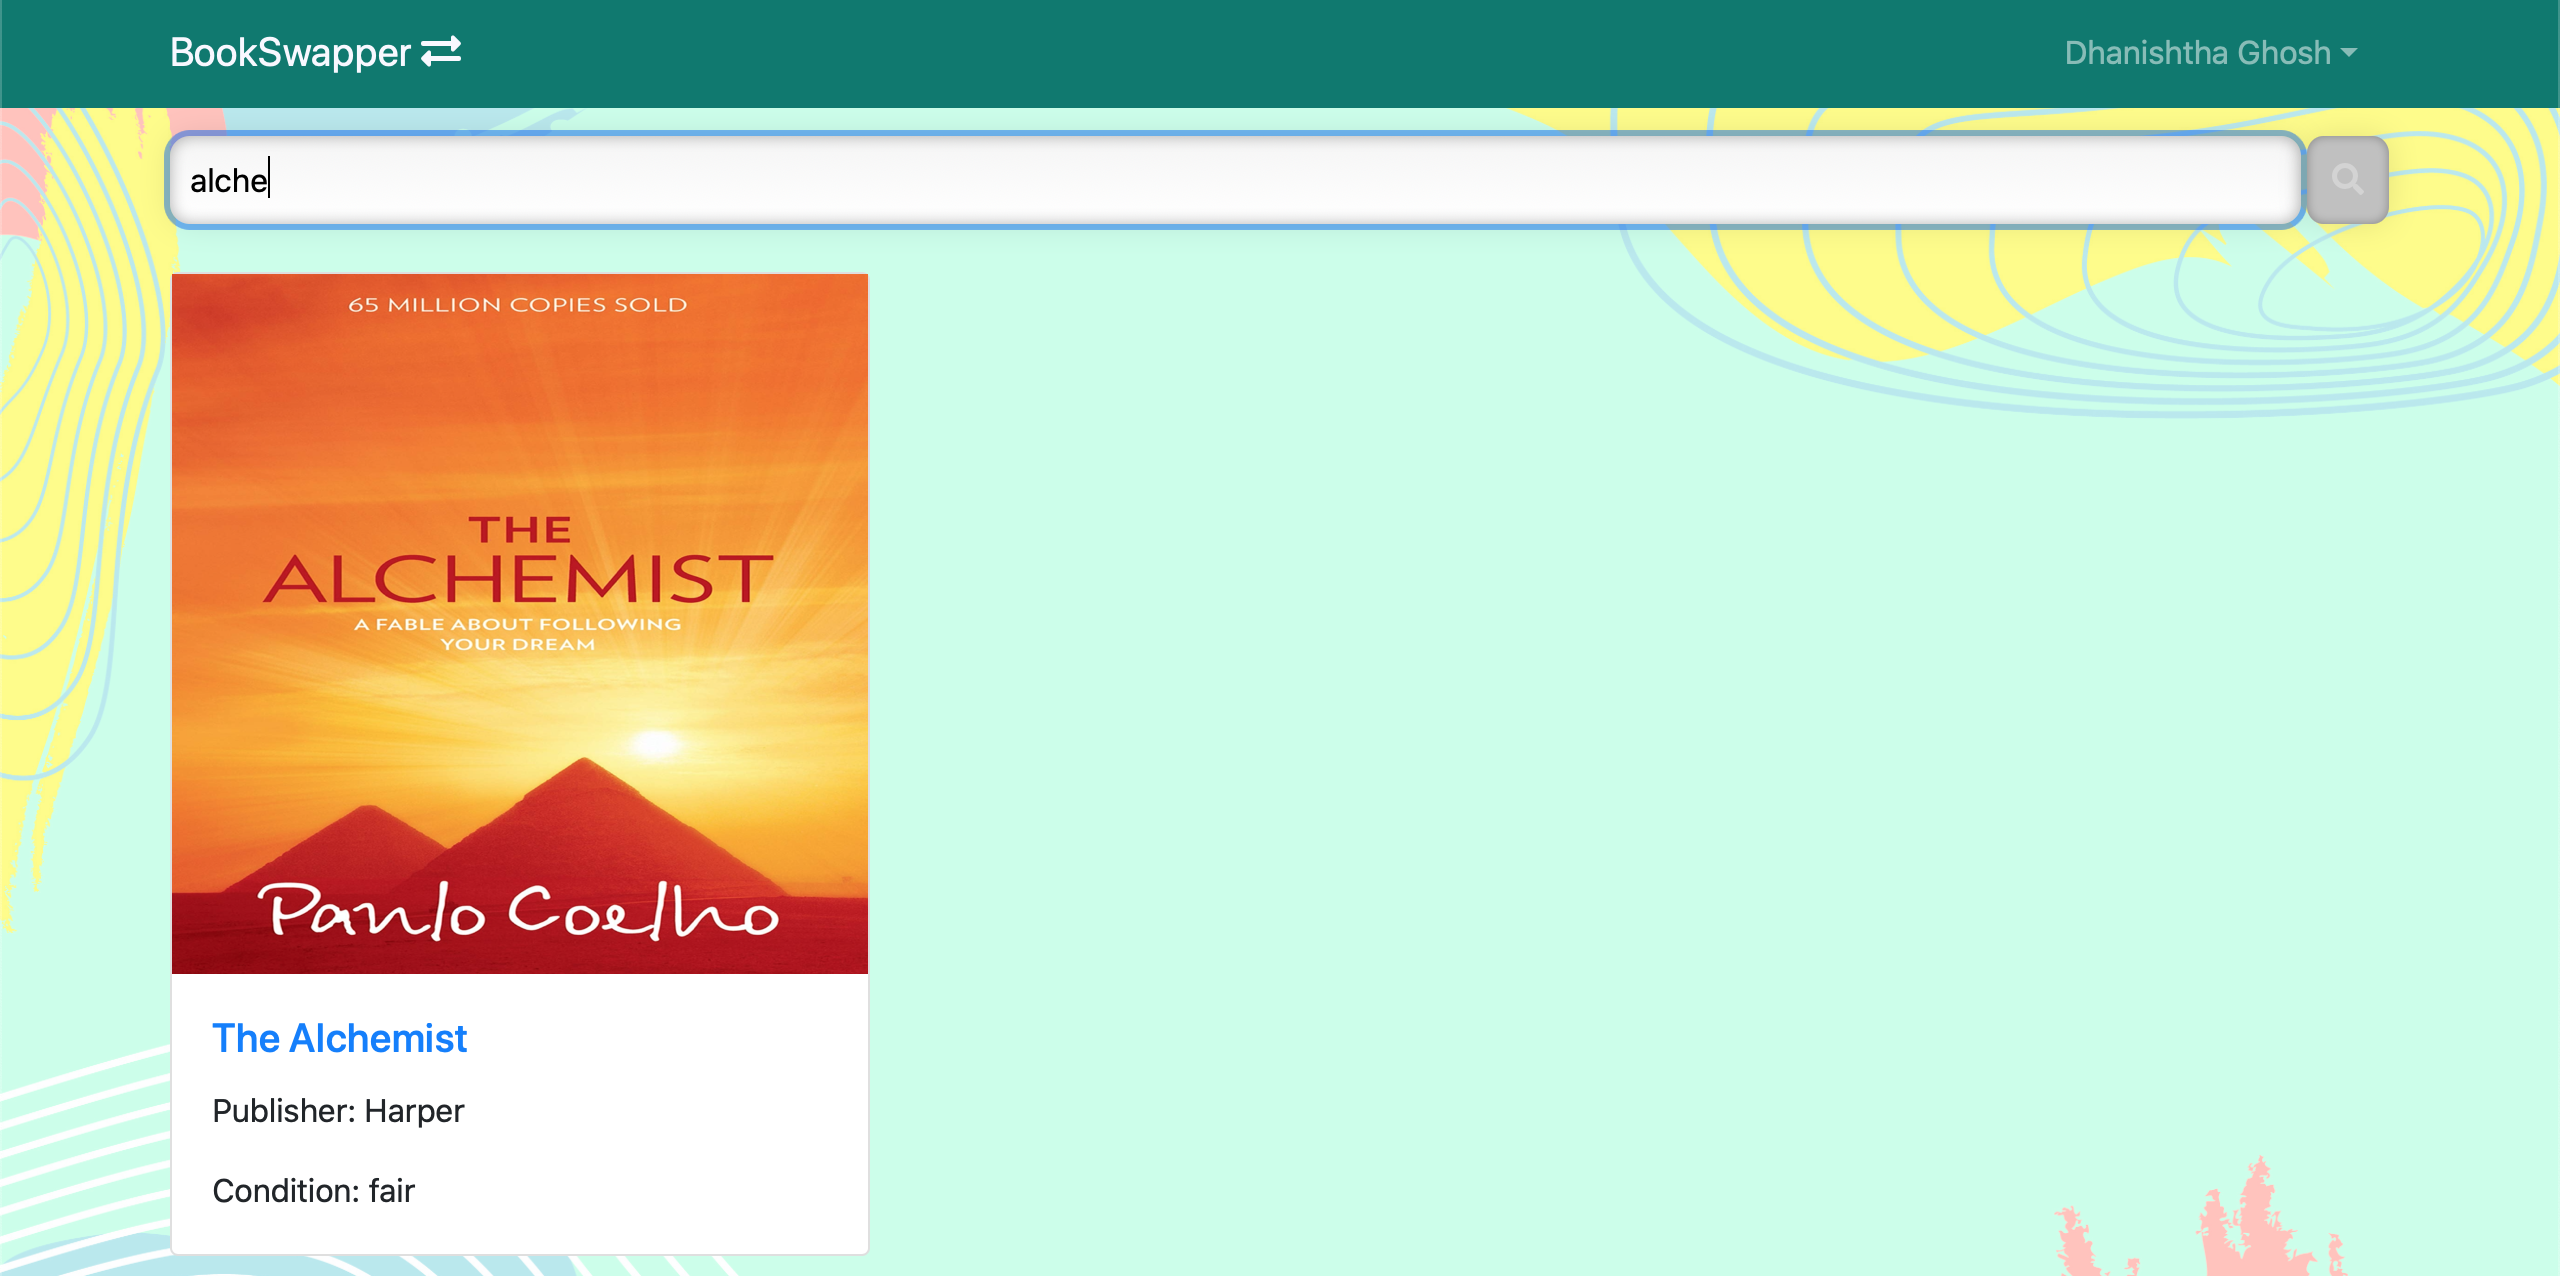 BookSwapper
Dhanishtha Ghosh
alche
65 MILLION COPIES SOLD
THE
ALCHEMIST
A FABLE ABOUT FOLLOWING
YOUR DREAM
Paulo Coelho
The Alchemist
Publisher: Harper
Condition: fair